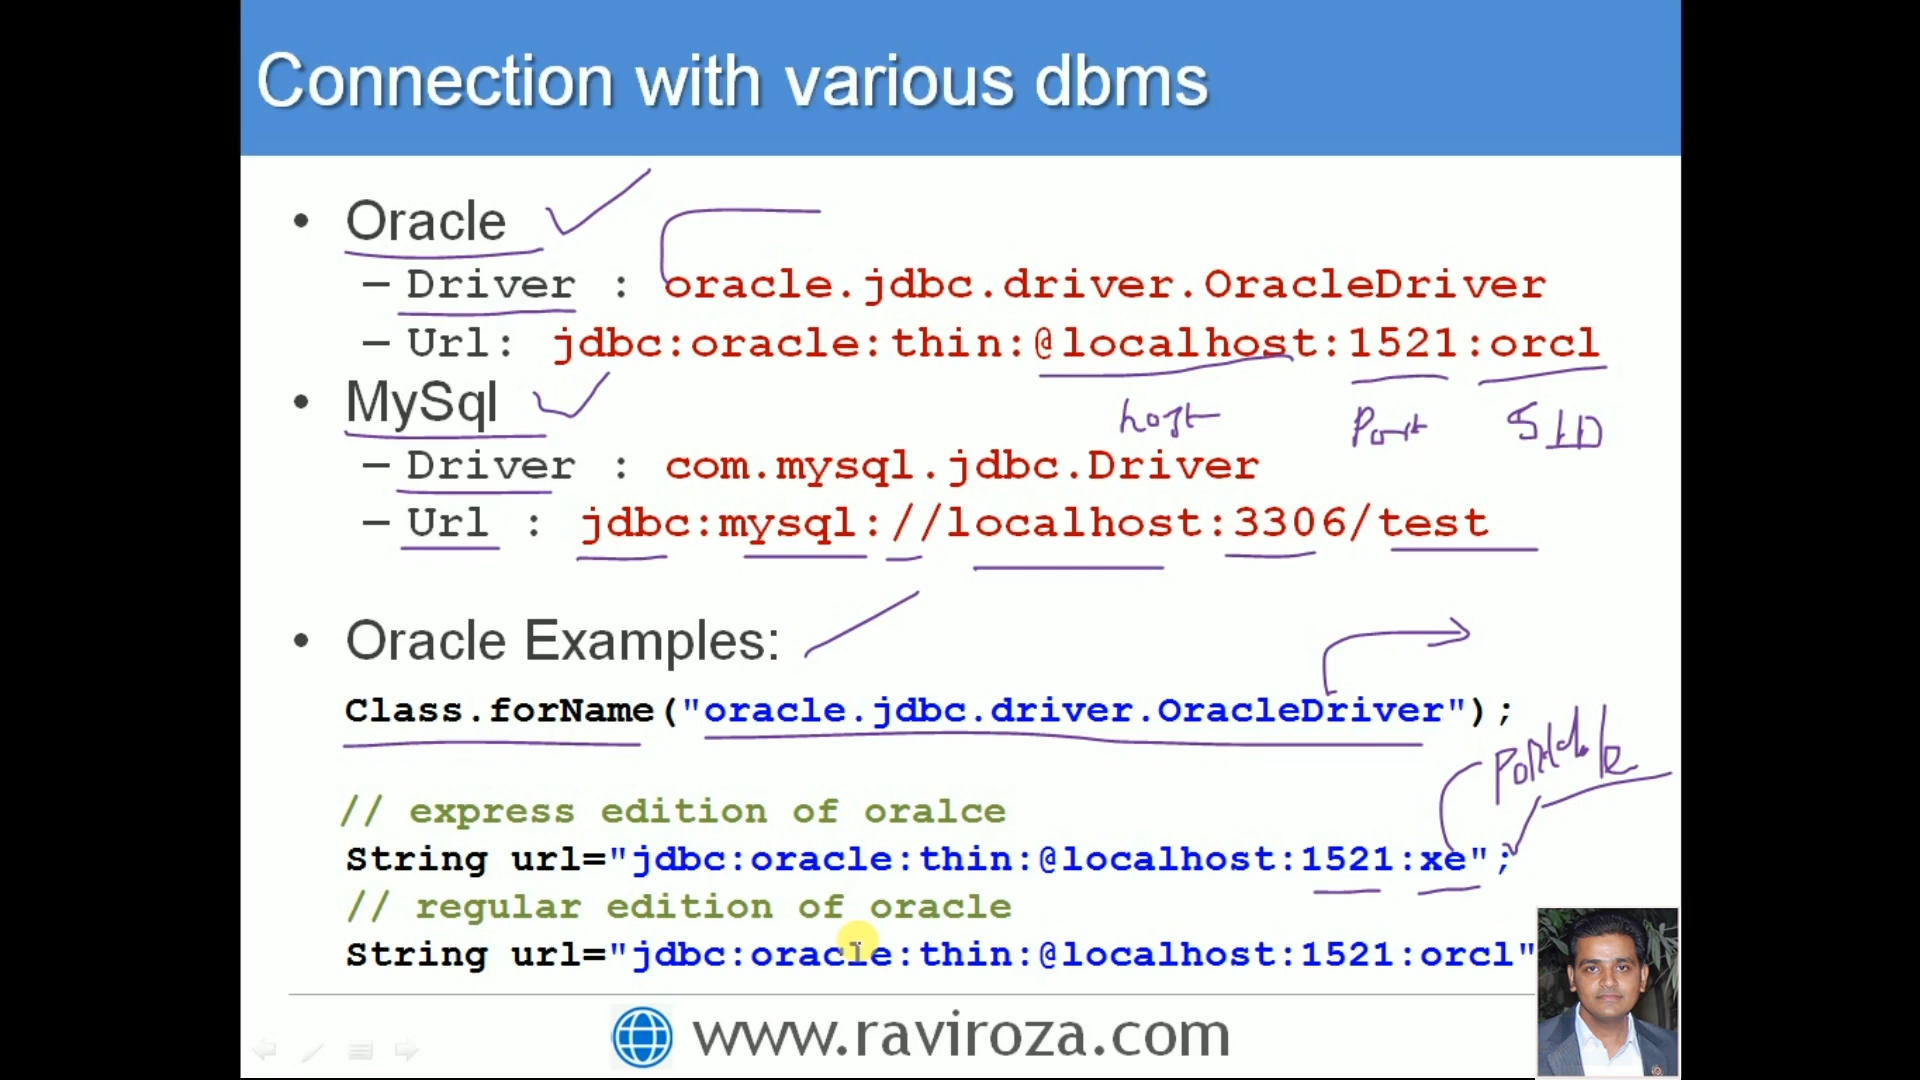 Connection with various dbms
• Oracle
– Driver : oracle.jdbc.driver.OracleDriver
– Url: jdbc:oracle:thin:@localhost:1521:orcl
host Port SID
• MySql
– Driver : com.mysql.jdbc.Driver
– Url : jdbc:mysql://localhost:3306/test
• Oracle Examples:
Class.forName("oracle.jdbc.driver.OracleDriver");
// express edition of oralce
String url="jdbc:oracle:thin:@localhost:1521:xe";
// regular edition of oracle
String url="jdbc:oracle:thin:@localhost:1521:orcl"
www.raviroza.com